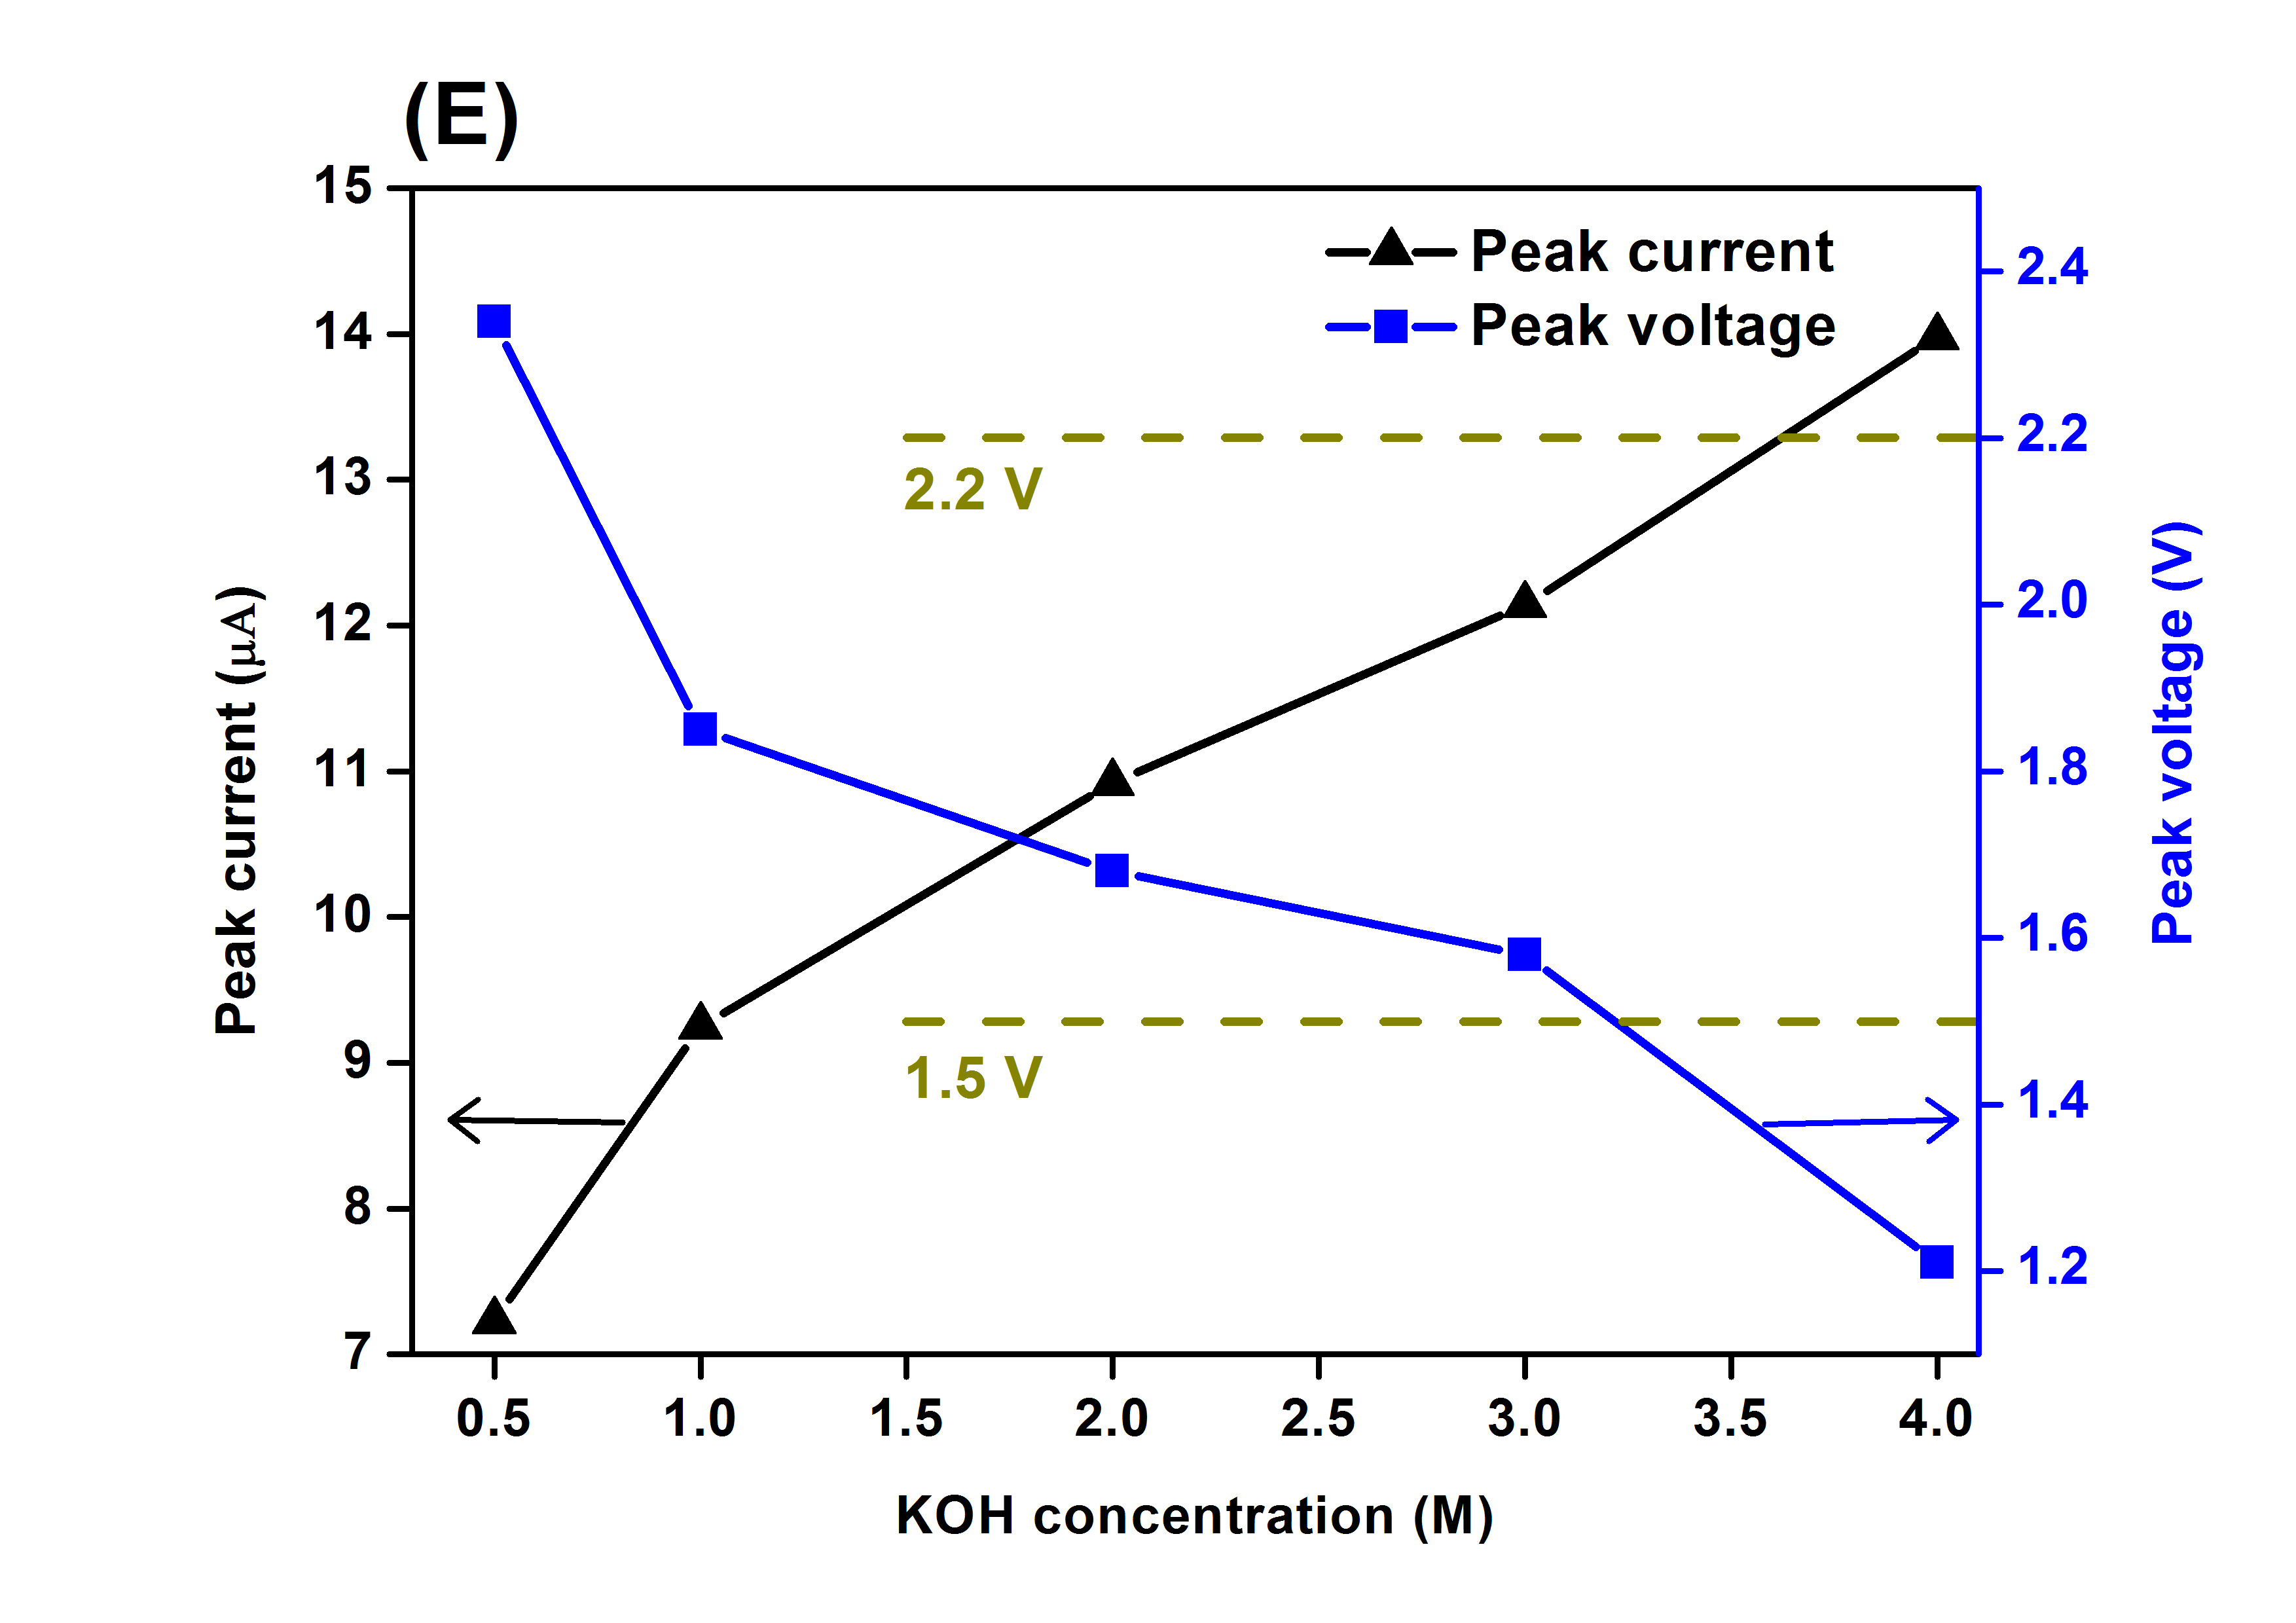 (E)
15
14
13
12
11
10
9
8
7
Peak current (μA)
Peak current
Peak voltage
2.2 V
1.5 V
2.4
2.2
2.0
1.8
1.6
1.4
1.2
Peak voltage (V)
0.5 1.0 1.5 2.0 2.5 3.0 3.5 4.0
KOH concentration (M)